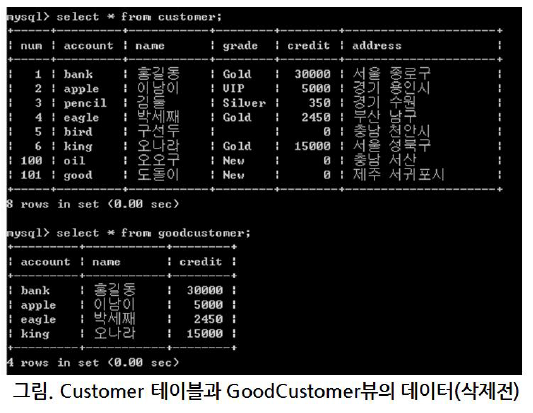 mysql> select * from customer;
| num | account | name | grade | credit | address |
| 1 | bank | 홍길동 | Gold | 30000 | 서울 종로구 |
| 2 | apple | 이남이 | VIP | 5000 | 경기 용인시 |
| 3 | pencil | 김둘 | Silver | 350 | 경기 수원 |
| 4 | eagle | 박세째 | Gold | 2450 | 부산 남구 |
| 5 | bird | 구선두 | | 0 | 충남 천안시 |
| 6 | king | 오나라 | Gold | 15000 | 서울 성북구 |
| 100 | oil | 오오구 | New | 0 | 충남 서산 |
| 101 | good | 도돌이 | New | 0 | 제주 서귀포시 |
8 rows in set (0.00 sec)
mysql> select * from goodcustomer;
| account | name | credit |
| bank | 홍길동 | 30000 |
| apple | 이남이 | 5000 |
| eagle | 박세째 | 2450 |
| king | 오나라 | 15000 |
4 rows in set (0.00 sec)
그림. Customer 테이블과 GoodCustomer뷰의 데이터(삭제전)